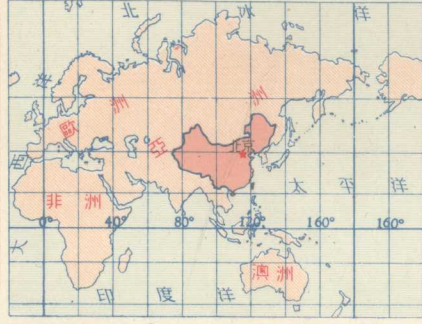 北 冰 洋
歐 洲
亞 洲
北京
西
洋
太 平 洋
非 洲
0° 40° 80° 120° 160° 160°
大
澳 洲
印 度 洋